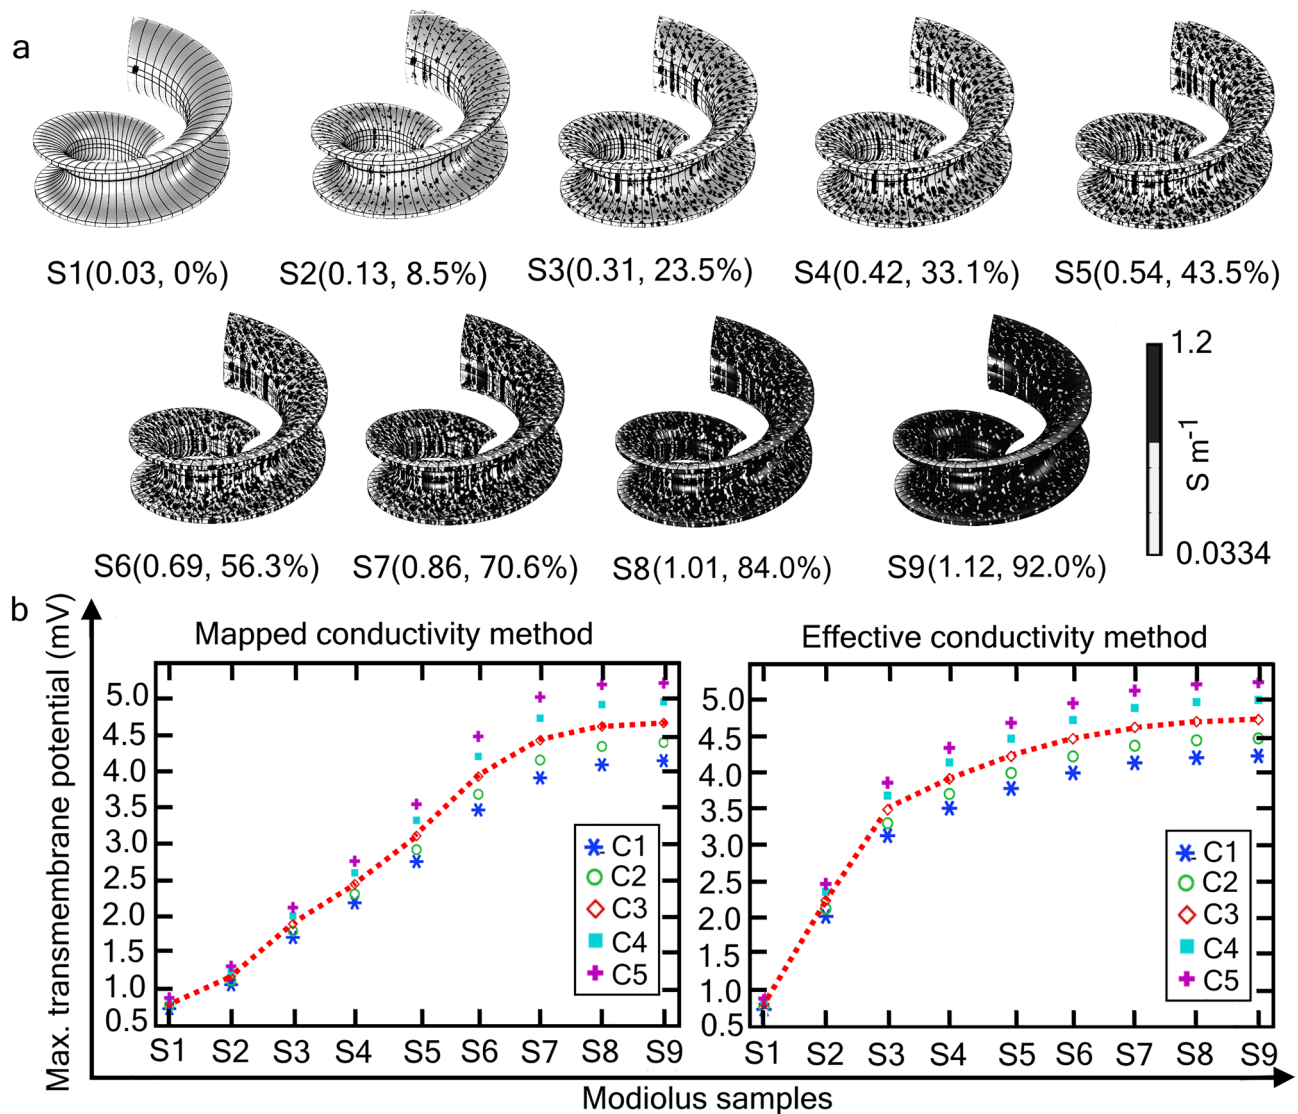 a
S1(0.03, 0%)
S2(0.13, 8.5%)
S3(0.31, 23.5%)
S4(0.42, 33.1%)
S5(0.54, 43.5%)
S6(0.69, 56.3%)
S7(0.86, 70.6%)
S8(1.01, 84.0%)
S9(1.12, 92.0%)
1.2
S m-1
0.0334
b
Max. transmembrane potential (mV)
Mapped conductivity method
5.0
4.5
4.0
3.5
3.0
2.5
2.0
1.5
1.0
0.5
C1
C2
C3
C4
C5
S1 S2 S3 S4 S5 S6 S7 S8 S9
Effective conductivity method
5.0
4.5
4.0
3.5
3.0
2.5
2.0
1.5
1.0
0.5
C1
C2
C3
C4
C5
S1 S2 S3 S4 S5 S6 S7 S8 S9
Modiolus samples